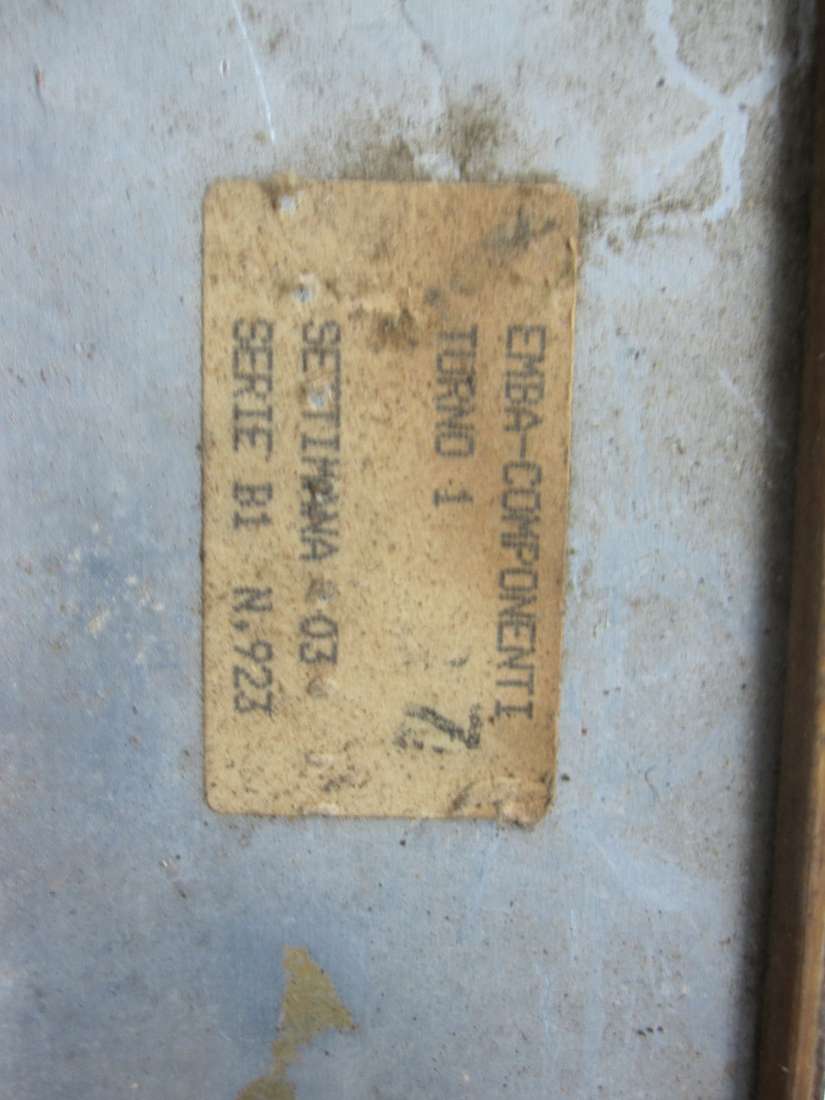 EMBA-COMPONENTI
TURNO 1
SETTIMANA 03
SERIE B1 N.923